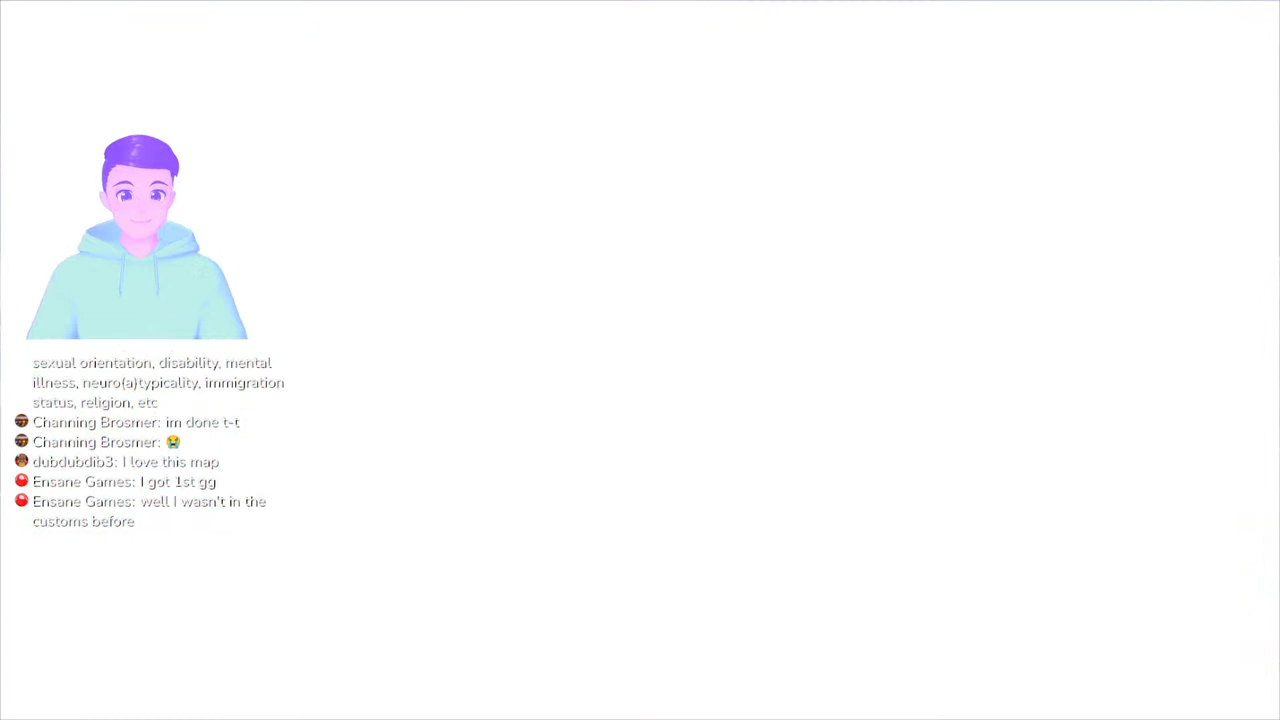 sexual orientation, disability, mental
illness, neuro(a)typicality, immigration
status, religion, etc
Channing Brosmer: im done t-t
Channing Brosmer: 😭
dubdubdib3: I love this map
Ensane Games: I got 1st gg
Ensane Games: well I wasn't in the
customs before